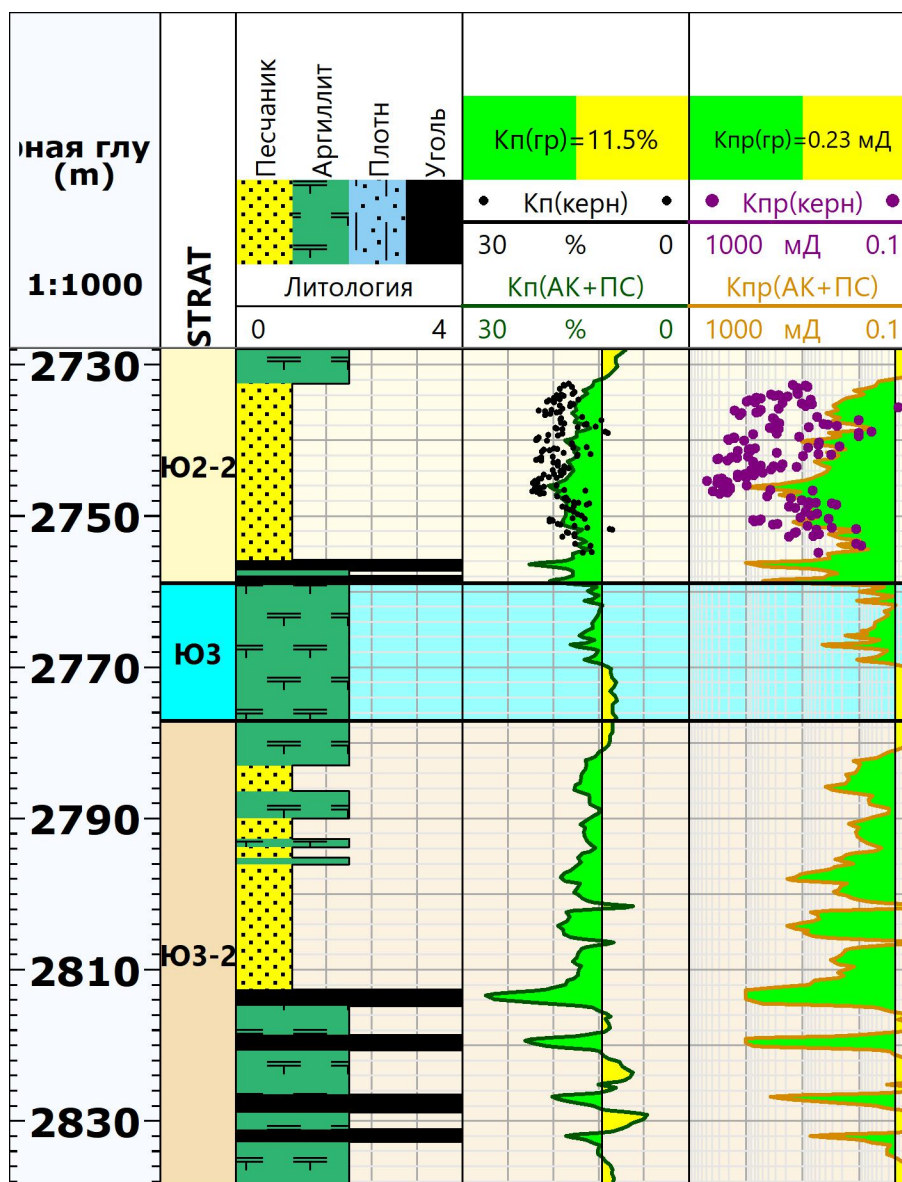 ная глу
(m)
1:1000
STRAT
Песчаник
Аргиллит
Плотн
Уголь
Литология
0 4
Кп(гр)=11.5%
Кп(керн)
30 % 0
Кп(АК+ПС)
30 % 0
Кпр(гр)=0.23 мД
Кпр(керн)
1000 мД 0.1
Кпр(АК+ПС)
1000 мД 0.1
2730
Ю2-2
2750
Ю3
2770
2790
Ю3-2
2810
2830